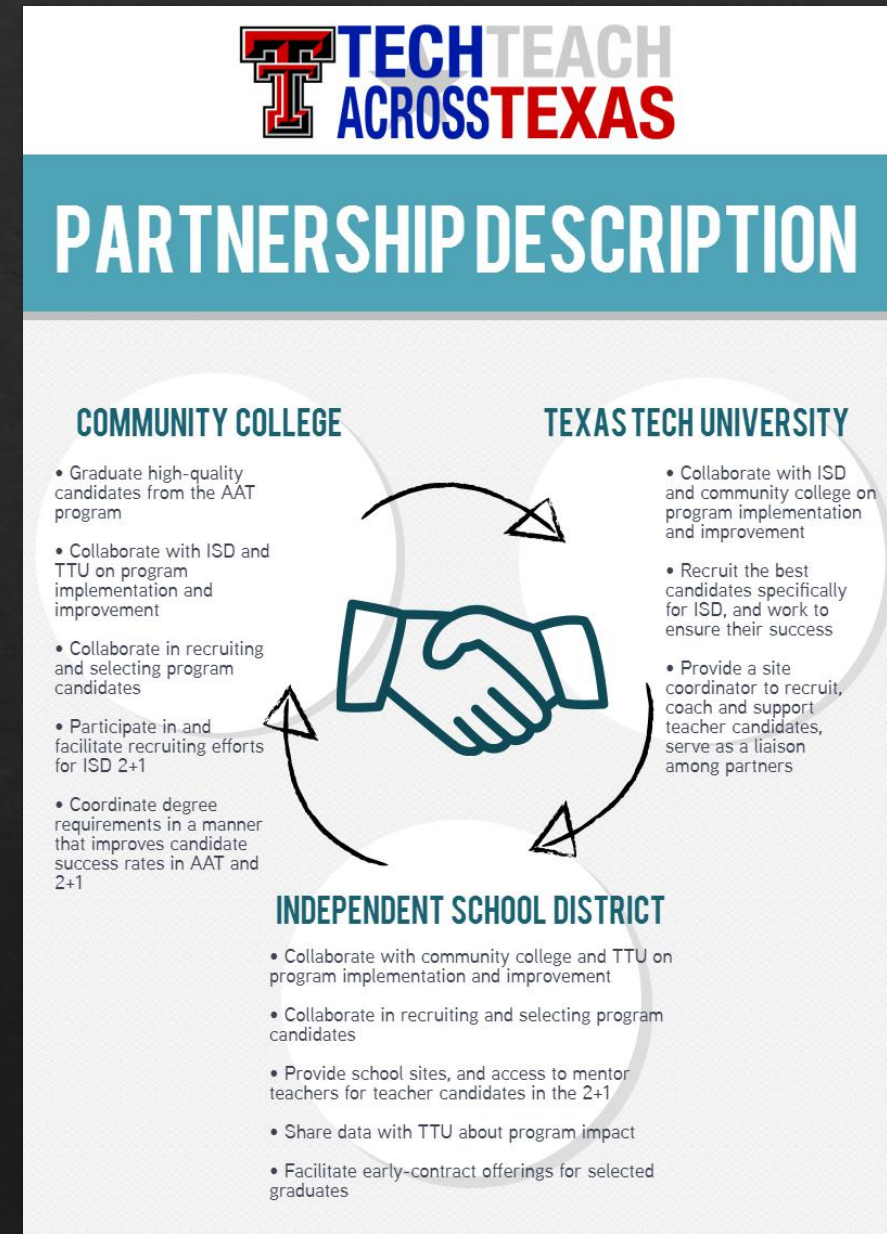 TECHTEACH
ACROSSTEXAS
PARTNERSHIP DESCRIPTION
COMMUNITY COLLEGE
• Graduate high-quality
candidates from the AAT
program
• Collaborate with ISD and
TTU on program
implementation and
improvement
• Collaborate in recruiting
and selecting program
candidates
• Participate in and
facilitate recruiting efforts
for ISD 2+1
• Coordinate degree
requirements in a manner
that improves candidate
success rates in AAT and
2+1
TEXAS TECH UNIVERSITY
• Collaborate with ISD
and community college on
program implementation
and improvement
• Recruit the best
candidates specifically
for ISD, and work to
ensure their success
• Provide a site
coordinator to recruit,
coach and support
teacher candidates,
serve as a liaison
among partners
INDEPENDENT SCHOOL DISTRICT
• Collaborate with community college and TTU on
program implementation and improvement
• Collaborate in recruiting and selecting program
candidates
• Provide school sites, and access to mentor
teachers for teacher candidates in the 2+1
• Share data with TTU about program impact
• Facilitate early-contract offerings for selected
graduates